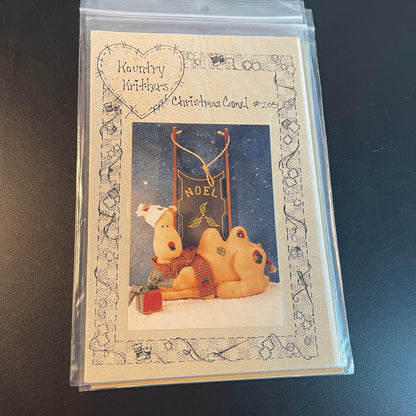 Kountry
Kritters
Christmas Camel #205
NOEL